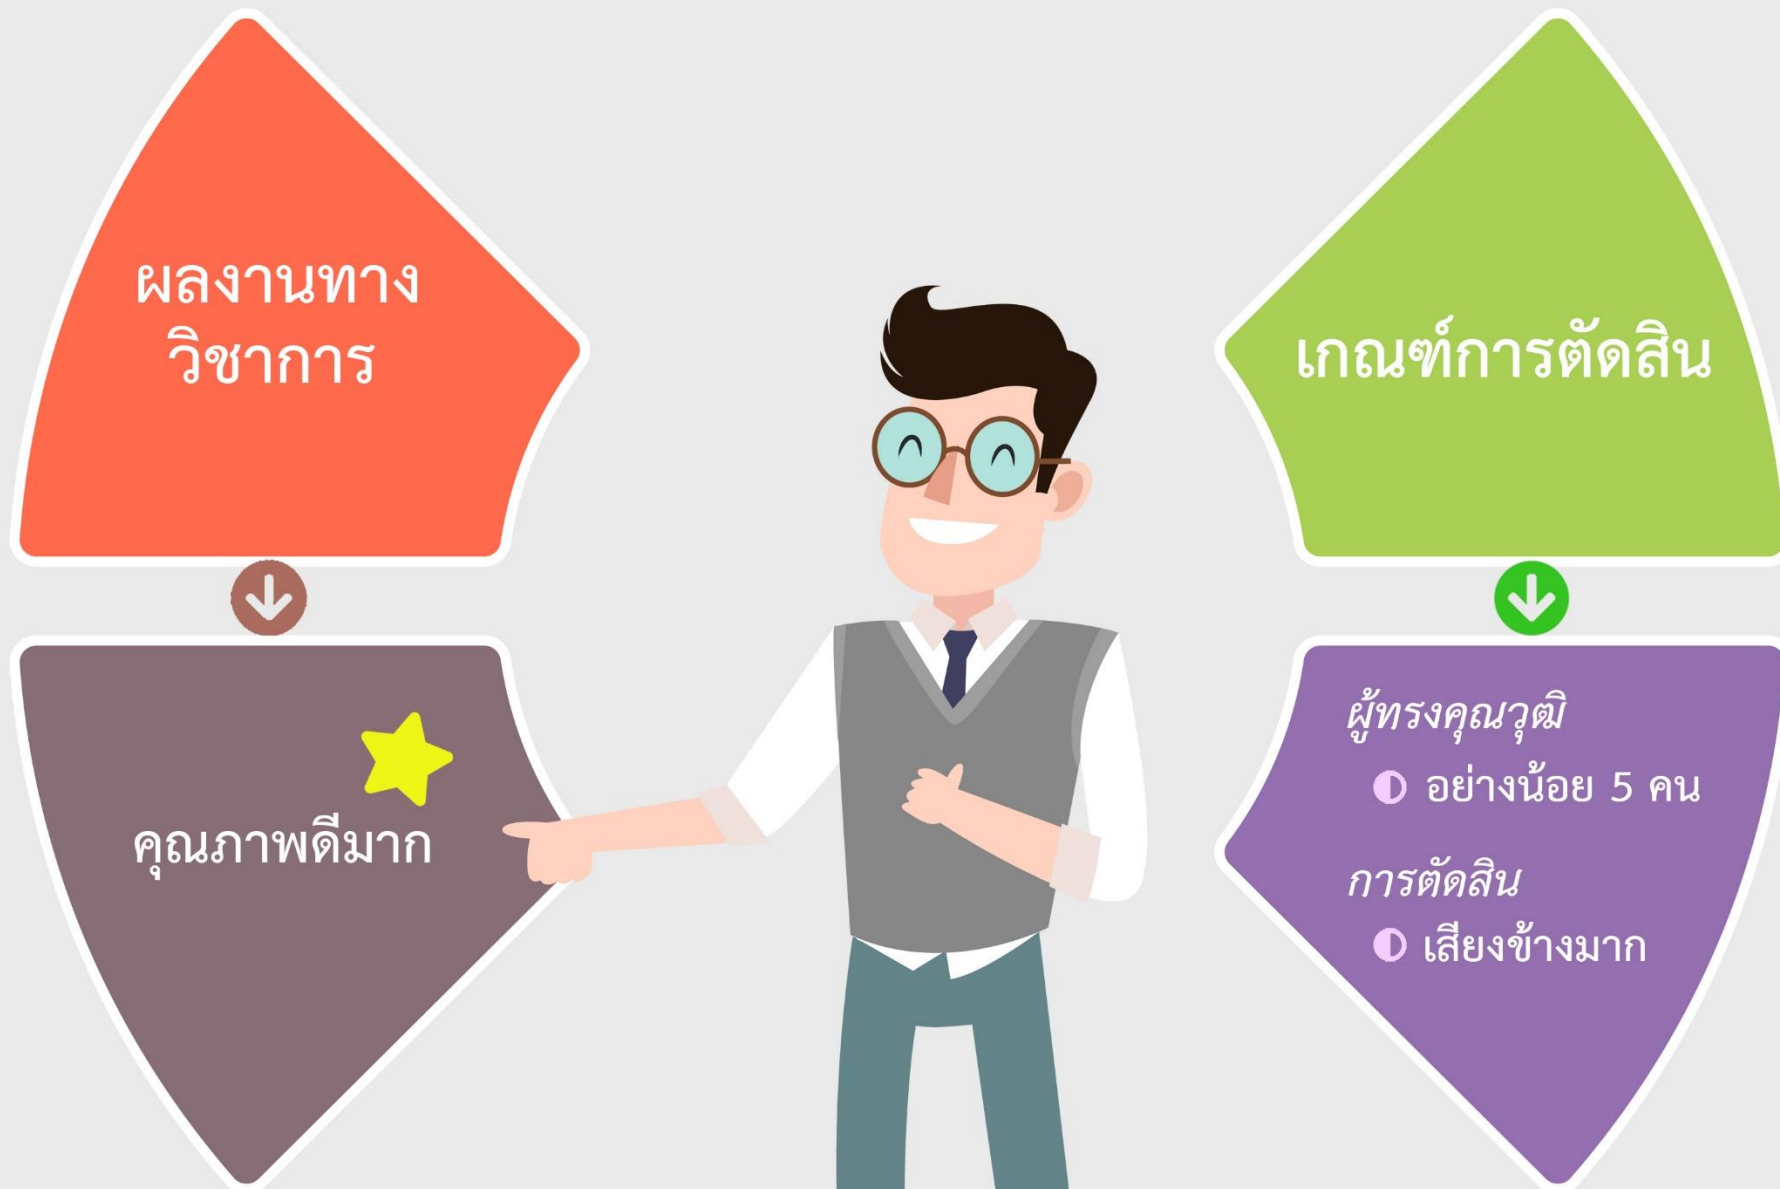 ผลงานทาง
วิชาการ
คุณภาพดีมาก
เกณฑ์การตัดสิน
ผู้ทรงคุณวุฒิ
อย่างน้อย 5 คน
การตัดสิน
เสียงข้างมาก